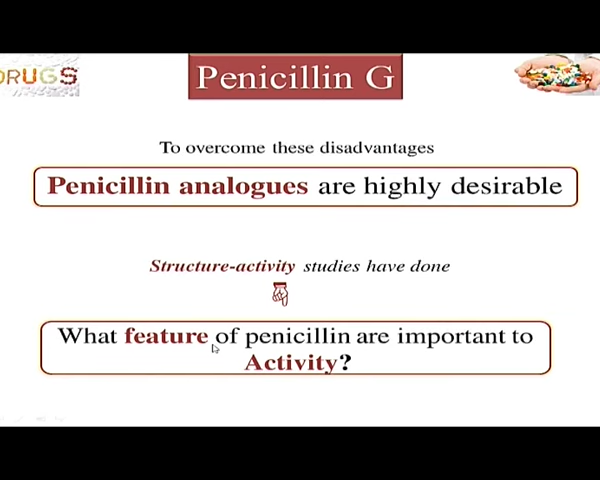 DRUGS
Penicillin G
To overcome these disadvantages
Penicillin analogues are highly desirable
Structure-activity studies have done
What feature of penicillin are important to
Activity?